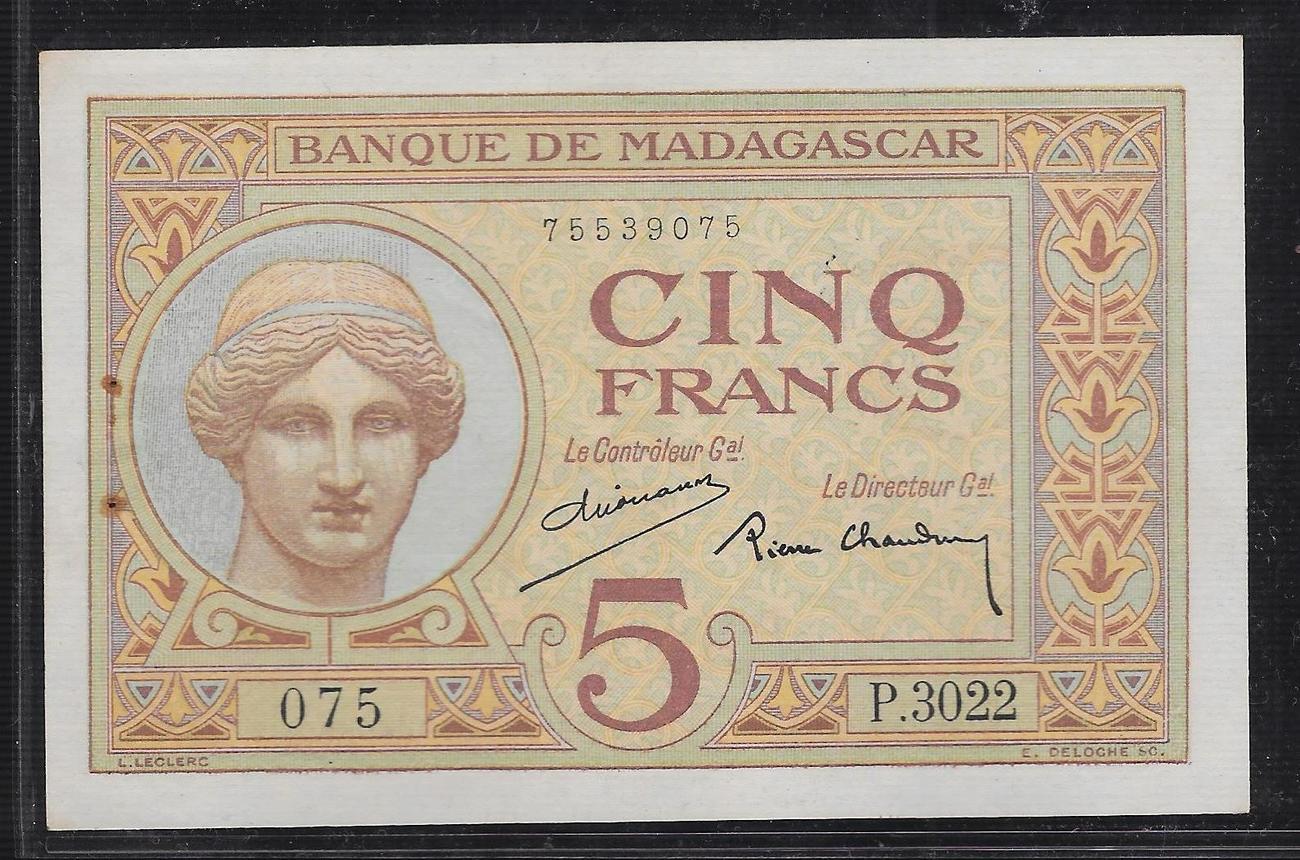 BANQUE DE MADAGASCAR
75539075
CINQ
FRANCS
Le Contrôleur Gal.
Le Directeur Gal.
Pierre Chaudun
5
075
P.3022
L.LECLERC
E. DELOCHE SC.